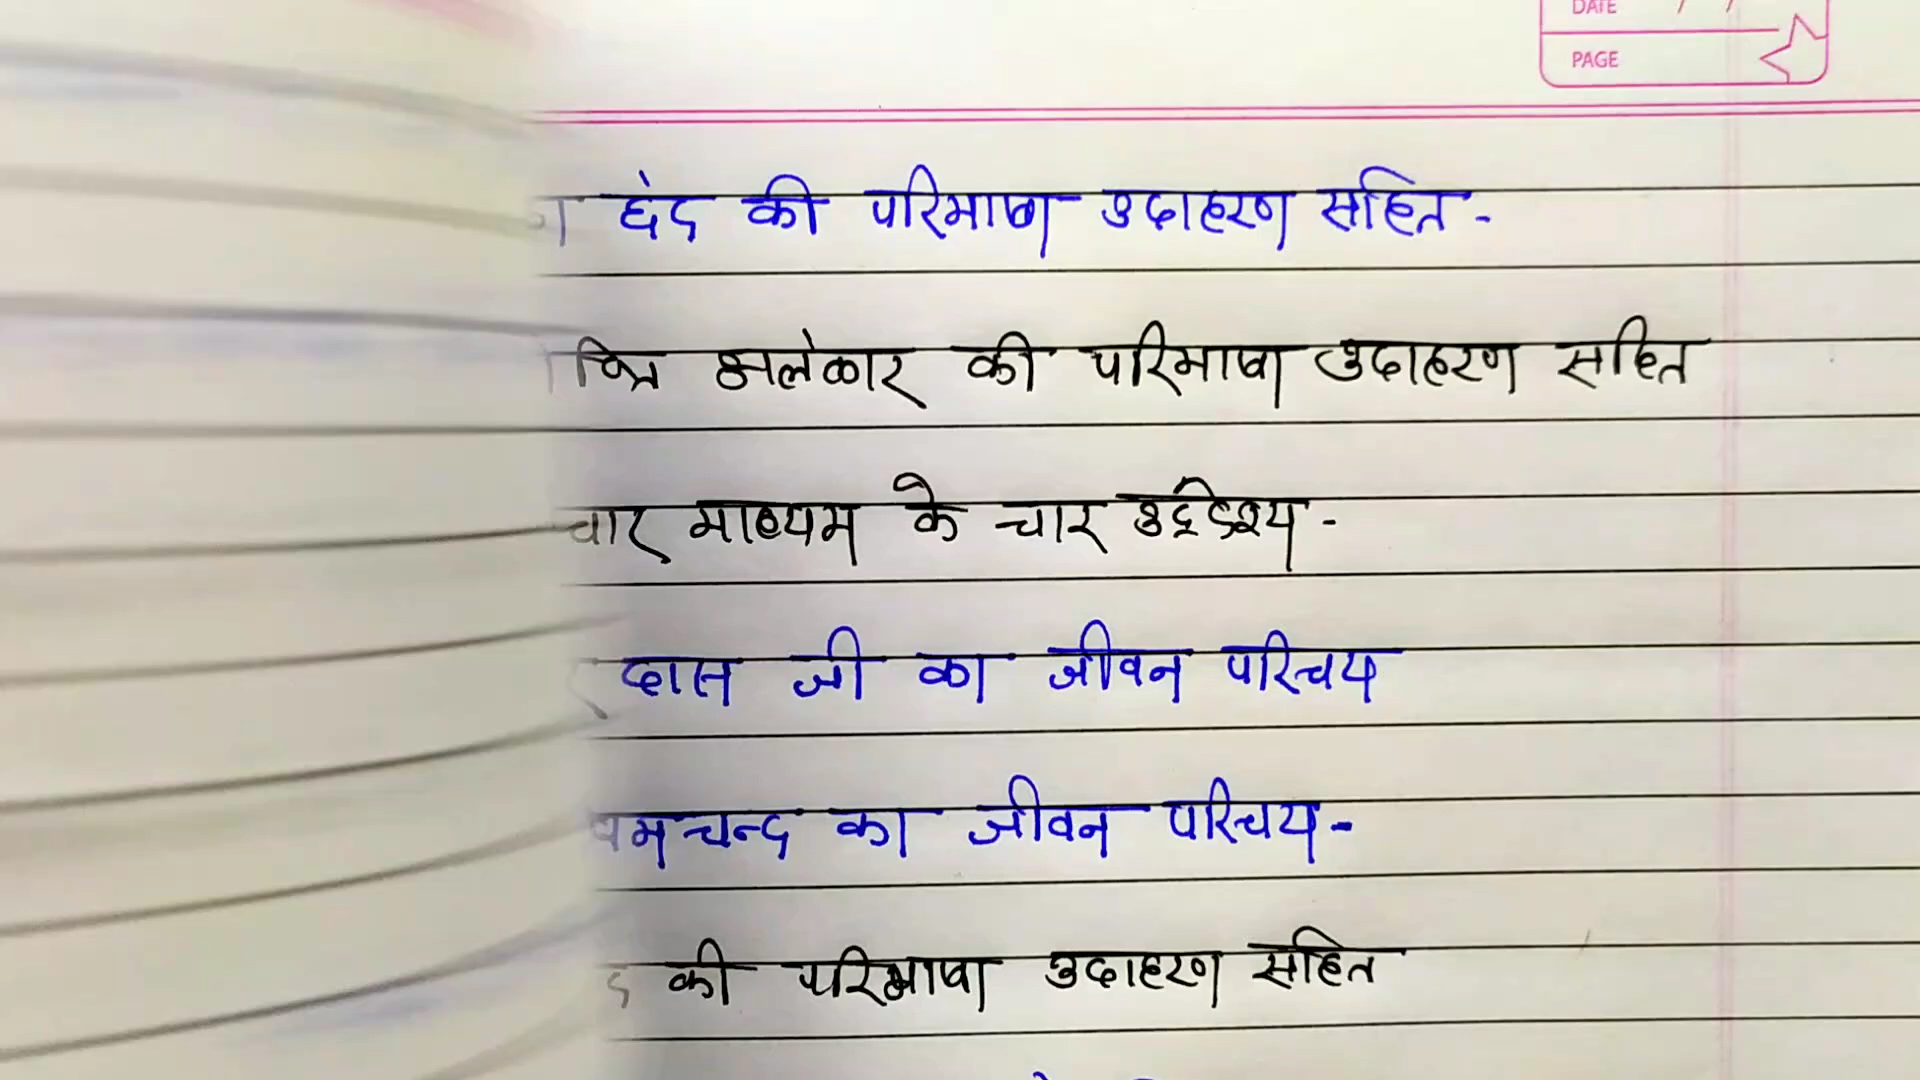 DATE / /
PAGE
छंद की परिभाषा उदाहरण सहित -
अलंकार की परिभाषा उदाहरण सहित
माध्यम के चार उद्देश्य -
दास जी का जीवन परिचय
चन्द का जीवन परिचय -
की परिभाषा उदाहरण सहित